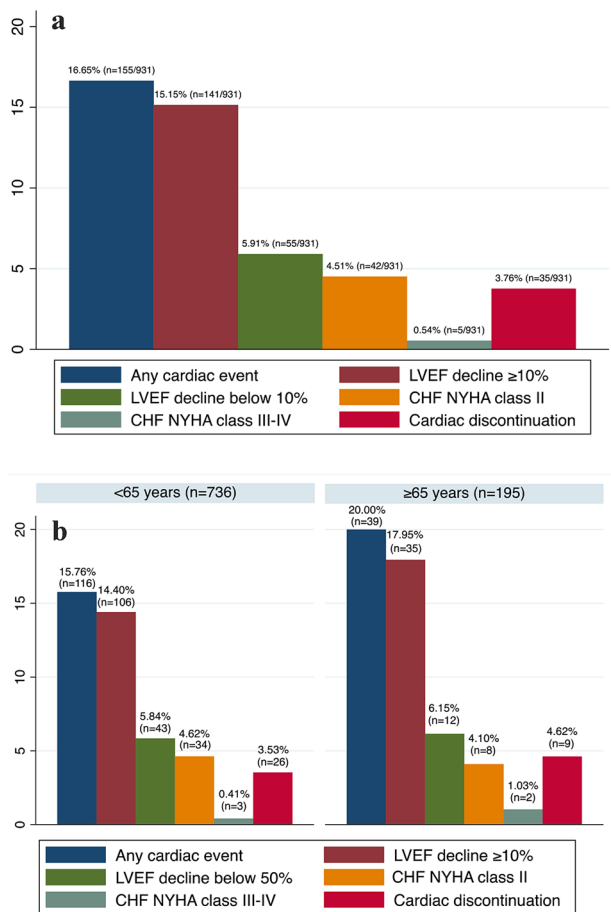 a
20
15
10
5
0
16.65% (n=155/931)
15.15% (n=141/931)
5.91% (n=55/931)
4.51% (n=42/931)
0.54% (n=5/931)
3.76% (n=35/931)
Any cardiac event
LVEF decline ≥10%
LVEF decline below 10%
CHF NYHA class II
CHF NYHA class III-IV
Cardiac discontinuation
b
<65 years (n=736)
≥65 years (n=195)
20
15
10
5
0
15.76%
(n=116)
14.40%
(n=106)
5.84%
(n=43)
4.62%
(n=34)
0.41%
(n=3)
3.53%
(n=26)
20.00%
(n=39)
17.95%
(n=35)
6.15%
(n=12)
4.10%
(n=8)
1.03%
(n=2)
4.62%
(n=9)
Any cardiac event
LVEF decline ≥10%
LVEF decline below 50%
CHF NYHA class II
CHF NYHA class III-IV
Cardiac discontinuation